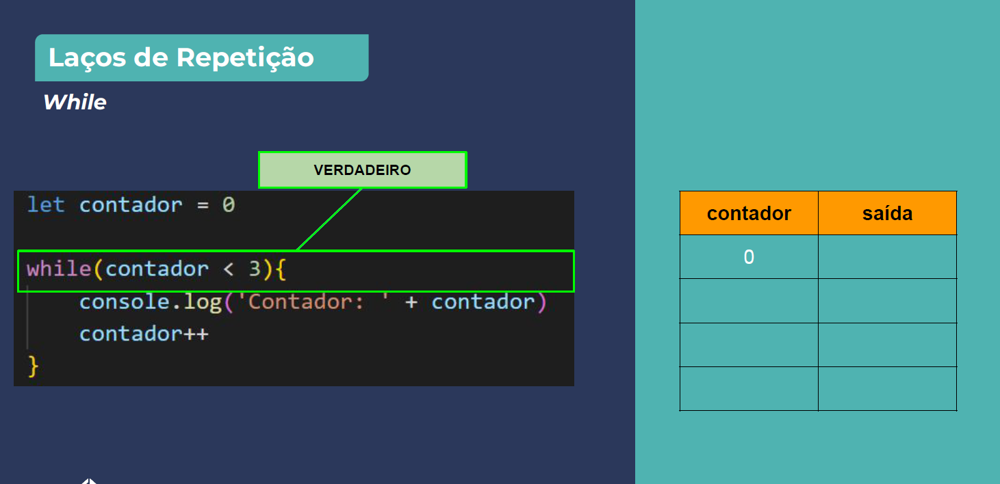 Laços de Repetição
While
VERDADEIRO
let contador = 0
while(contador < 3){
console.log('Contador: ' + contador)
contador++
}
contador saída
0